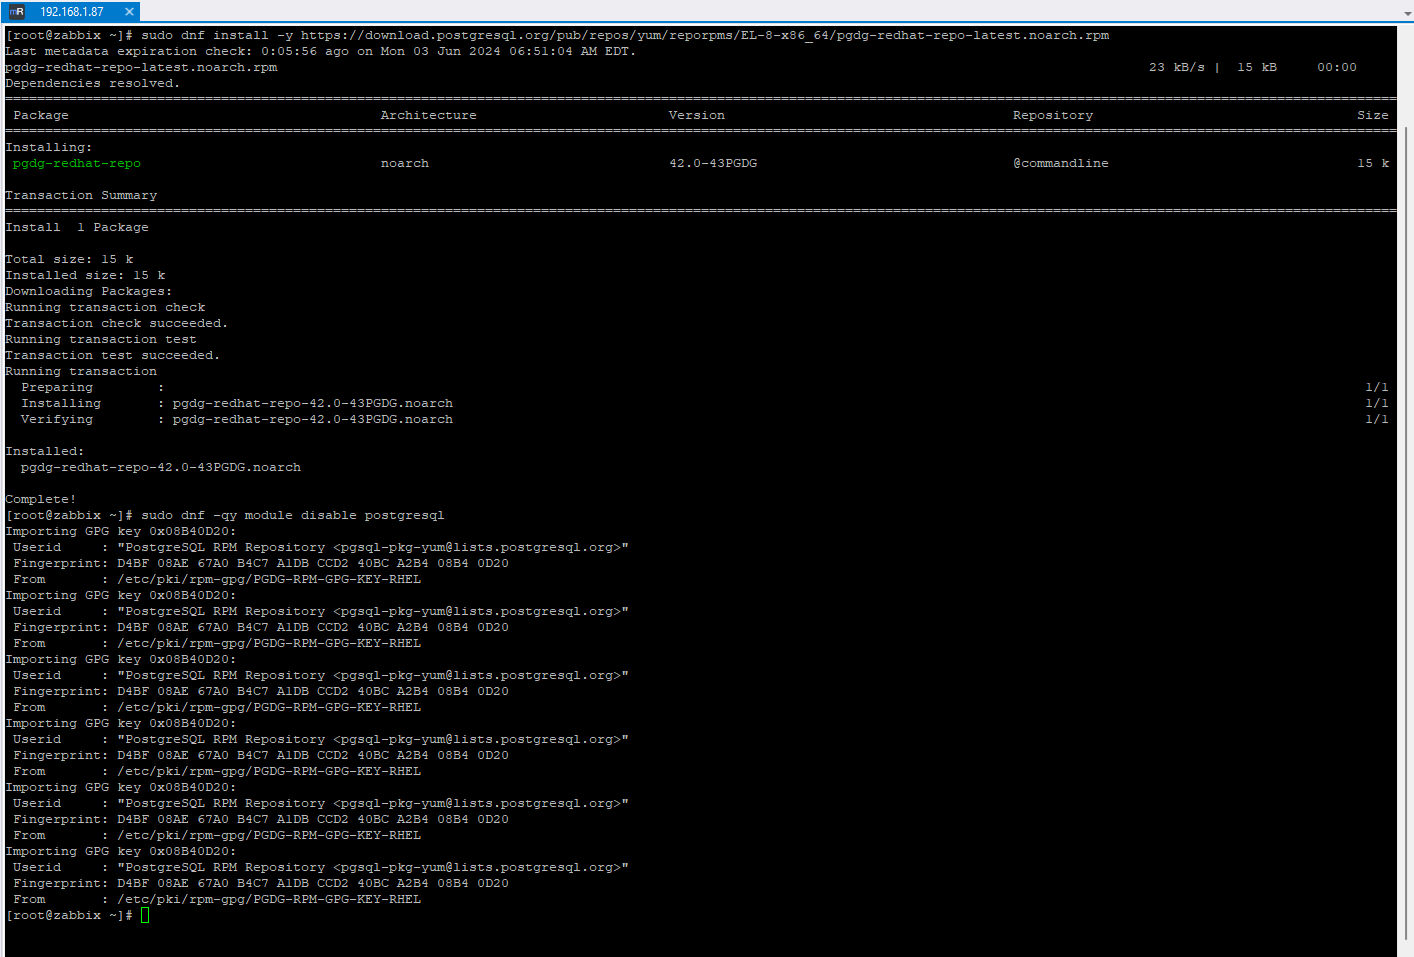 mR 192.168.1.87
[root@zabbix ~]# sudo dnf install -y https://download.postgresql.org/pub/repos/yum/reporpms/EL-8-x86_64/pgdg-redhat-repo-latest.noarch.rpm
Last metadata expiration check: 0:05:56 ago on Mon 03 Jun 2024 06:51:04 AM EDT.
pgdg-redhat-repo-latest.noarch.rpm 23 kB/s | 15 kB 00:00
Dependencies resolved.
Package Architecture Version Repository Size
Installing:
pgdg-redhat-repo noarch 42.0-43PGDG @commandline 15 k
Transaction Summary
Install 1 Package
Total size: 15 k
Installed size: 15 k
Downloading Packages:
Running transaction check
Transaction check succeeded.
Running transaction test
Transaction test succeeded.
Running transaction
Preparing : 1/1
Installing : pgdg-redhat-repo-42.0-43PGDG.noarch 1/1
Verifying : pgdg-redhat-repo-42.0-43PGDG.noarch 1/1
Installed:
pgdg-redhat-repo-42.0-43PGDG.noarch
Complete!
[root@zabbix ~]# sudo dnf -qy module disable postgresql
Importing GPG key 0x08B40D20:
Userid : "PostgreSQL RPM Repository <pgsql-pkg-yum@lists.postgresql.org>"
Fingerprint: D4BF 08AE 67A0 B4C7 A1DB CCD2 40BC A2B4 08B4 0D20
From : /etc/pki/rpm-gpg/PGDG-RPM-GPG-KEY-RHEL
Importing GPG key 0x08B40D20:
Userid : "PostgreSQL RPM Repository <pgsql-pkg-yum@lists.postgresql.org>"
Fingerprint: D4BF 08AE 67A0 B4C7 A1DB CCD2 40BC A2B4 08B4 0D20
From : /etc/pki/rpm-gpg/PGDG-RPM-GPG-KEY-RHEL
Importing GPG key 0x08B40D20:
Userid : "PostgreSQL RPM Repository <pgsql-pkg-yum@lists.postgresql.org>"
Fingerprint: D4BF 08AE 67A0 B4C7 A1DB CCD2 40BC A2B4 08B4 0D20
From : /etc/pki/rpm-gpg/PGDG-RPM-GPG-KEY-RHEL
Importing GPG key 0x08B40D20:
Userid : "PostgreSQL RPM Repository <pgsql-pkg-yum@lists.postgresql.org>"
Fingerprint: D4BF 08AE 67A0 B4C7 A1DB CCD2 40BC A2B4 08B4 0D20
From : /etc/pki/rpm-gpg/PGDG-RPM-GPG-KEY-RHEL
Importing GPG key 0x08B40D20:
Userid : "PostgreSQL RPM Repository <pgsql-pkg-yum@lists.postgresql.org>"
Fingerprint: D4BF 08AE 67A0 B4C7 A1DB CCD2 40BC A2B4 08B4 0D20
From : /etc/pki/rpm-gpg/PGDG-RPM-GPG-KEY-RHEL
Importing GPG key 0x08B40D20:
Userid : "PostgreSQL RPM Repository <pgsql-pkg-yum@lists.postgresql.org>"
Fingerprint: D4BF 08AE 67A0 B4C7 A1DB CCD2 40BC A2B4 08B4 0D20
From : /etc/pki/rpm-gpg/PGDG-RPM-GPG-KEY-RHEL
[root@zabbix ~]#